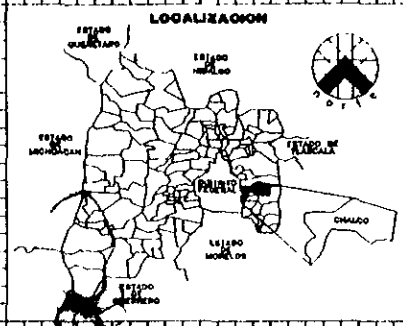 LOCALIZACION
ESTADO
DE
QUERETARO
ESTADO
DE
HIDALGO
norte
ESTADO
DE
MICHOACAN
ESTADO DE
TLAXCALA
DISTRITO
FEDERAL
CHALCO
ESTADO
DE
MORELOS
ESTADO
DE
GUERRERO